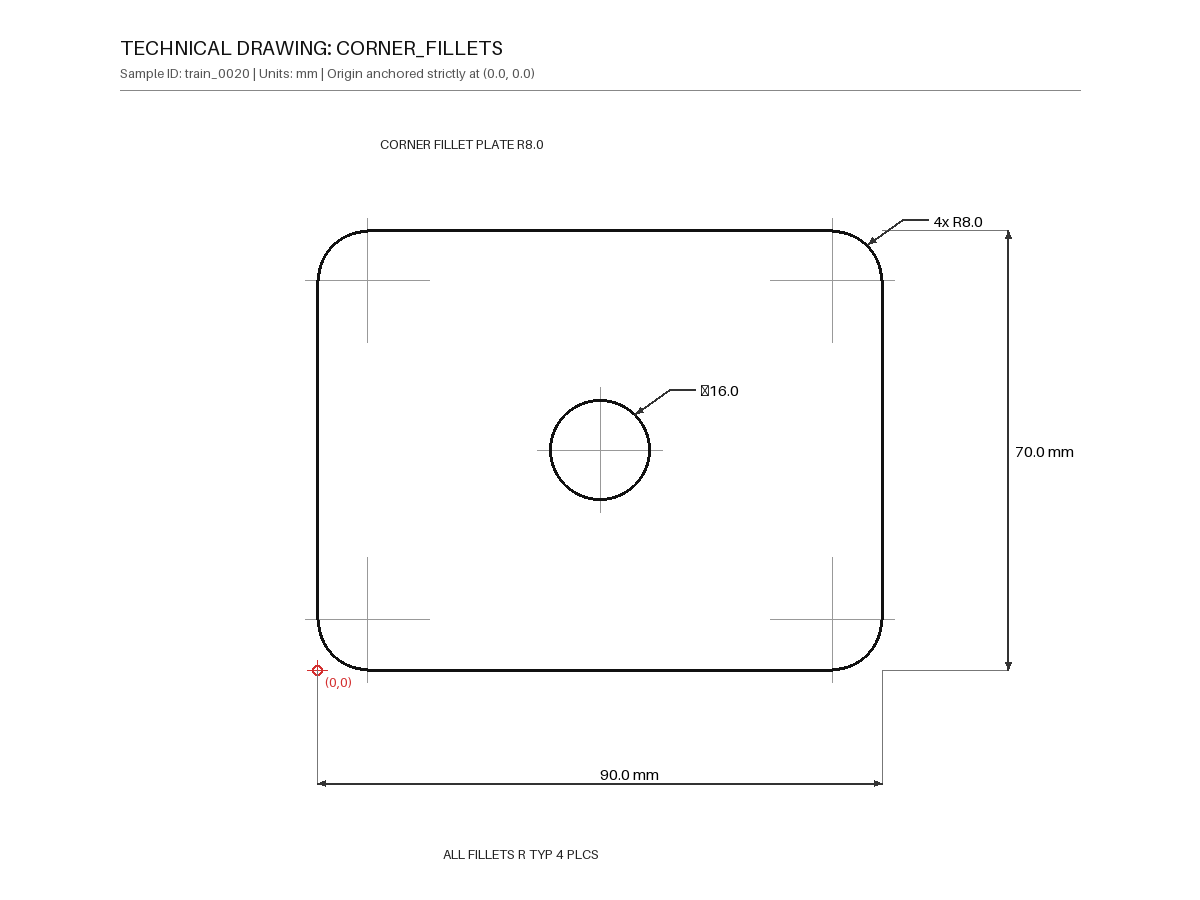 TECHNICAL DRAWING: CORNER_FILLETS
Sample ID: train_0020 | Units: mm | Origin anchored strictly at (0.0, 0.0)
CORNER FILLET PLATE R8.0
4x R8.0
16.0
70.0 mm
(0,0)
90.0 mm
ALL FILLETS R TYP 4 PLCS